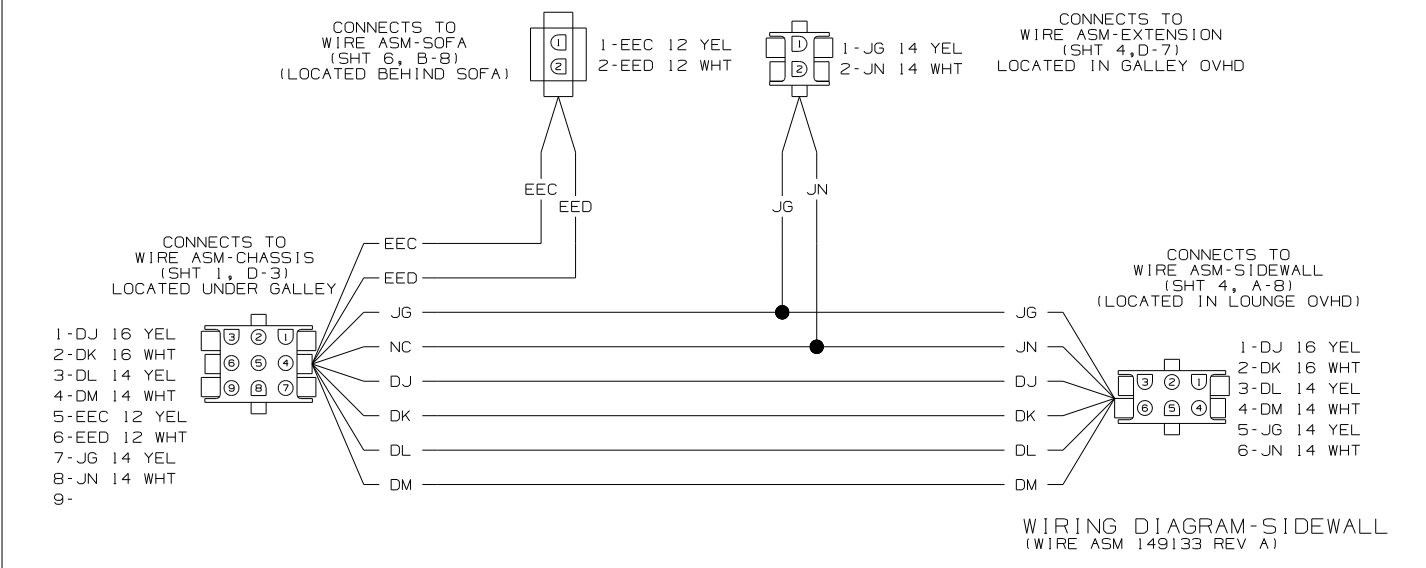 CONNECTS TO
WIRE ASM-SOFA
(SHT 6, B-8)
(LOCATED BEHIND SOFA)
1
2
1-EEC 12 YEL
2-EED 12 WHT
1
2
1-JG 14 YEL
2-JN 14 WHT
CONNECTS TO
WIRE ASM-EXTENSION
(SHT 4,D-7)
LOCATED IN GALLEY OVHD
EEC
EED
JG
JN
CONNECTS TO
WIRE ASM-CHASSIS
(SHT 1, D-3)
LOCATED UNDER GALLEY
1-DJ 16 YEL
2-DK 16 WHT
3-DL 14 YEL
4-DM 14 WHT
5-EEC 12 YEL
6-EED 12 WHT
7-JG 14 YEL
8-JN 14 WHT
9-
3 2 1
6 5 4
9 8 7
EEC
EED
JG
NC
DJ
DK
DL
DM
JG
JN
DJ
DK
DL
DM
CONNECTS TO
WIRE ASM-SIDEWALL
(SHT 4, A-8)
(LOCATED IN LOUNGE OVHD)
3 2 1
6 5 4
1-DJ 16 YEL
2-DK 16 WHT
3-DL 14 YEL
4-DM 14 WHT
5-JG 14 YEL
6-JN 14 WHT
WIRING DIAGRAM-SIDEWALL
(WIRE ASM 149133 REV A)